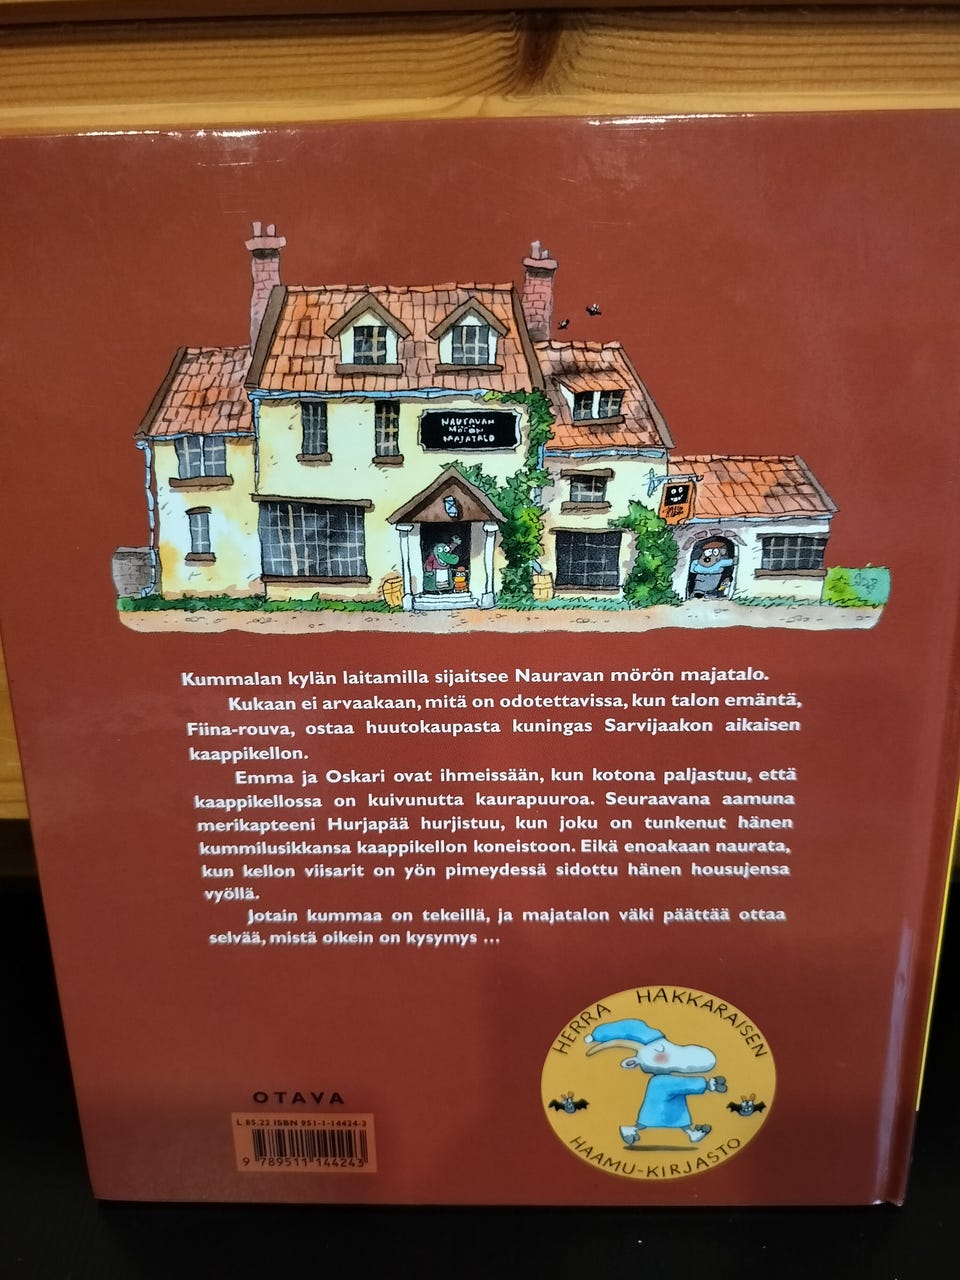 NAURAVAN
MÖRÖN
MAJATALO
Kummalan kylän laitamilla sijaitsee Nauravan mörön majatalo.
Kukaan ei arvaakaan, mitä on odotettavissa, kun talon emäntä,
Fiina-rouva, ostaa huutokaupasta kuningas Sarvijaakon aikaisen
kaappikellon.
Emma ja Oskari ovat ihmeissään, kun kotona paljastuu, että
kaappikellossa on kuivunutta kaurapuuroa. Seuraavana aamuna
merikapteeni Hurjapää hurjistuu, kun joku on tunkenut hänen
kummilusikkansa kaappikellon koneistoon. Eikä enoakaan naurata,
kun kellon viisarit on yön pimeydessä sidottu hänen housujensa
vyöllä.
Jotain kummaa on tekeillä, ja majatalon väki päättää ottaa
selvää, mistä oikein on kysymys ...
HERRA HAKKARAISEN
HAAMU-KIRJASTO
OTAVA
L 85.22 ISBN 951-1-14424-3
9 789511 144243